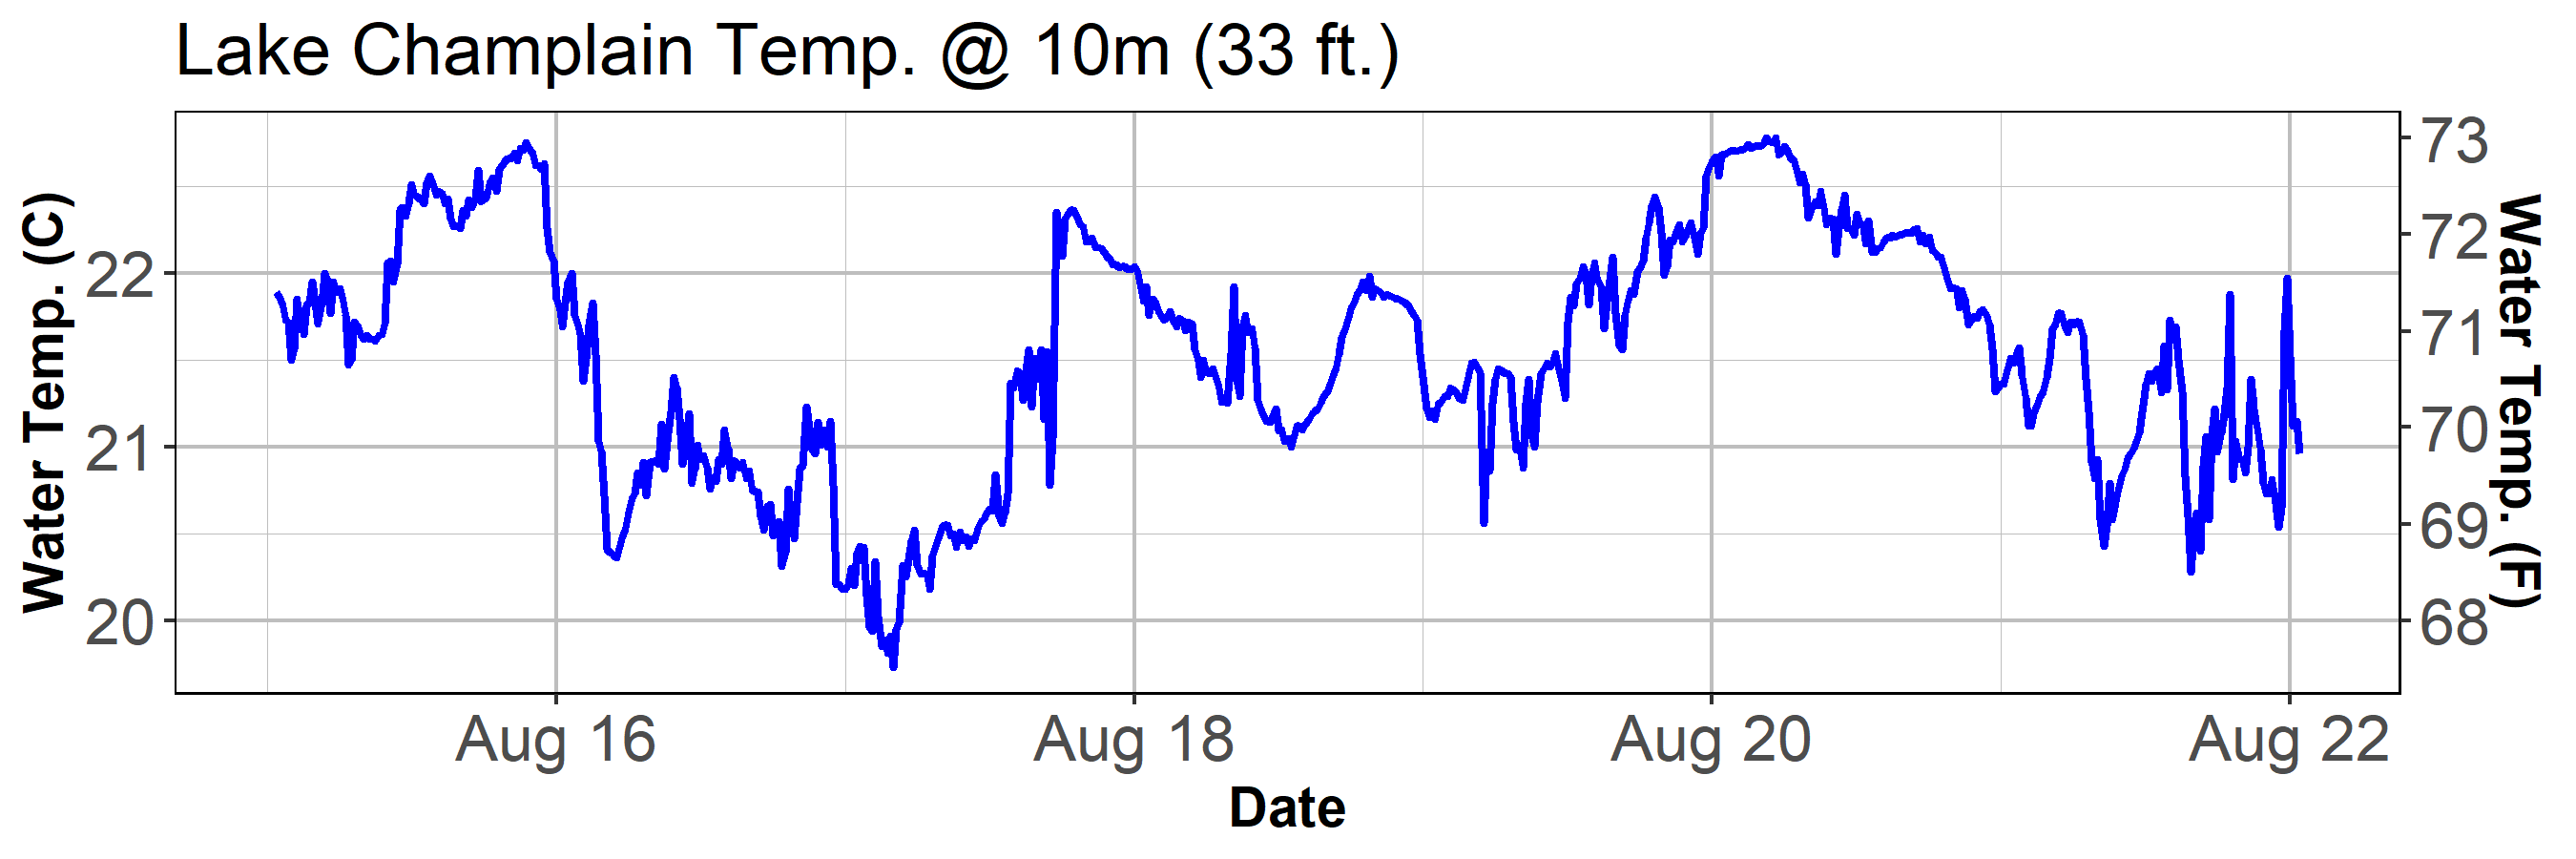 Lake Champlain Temp. @ 10m (33 ft.)
Water Temp. (C)
22
21
20
73
72
71
70
69
68
Water Temp. (F)
Aug 16
Aug 18
Aug 20
Aug 22
Date